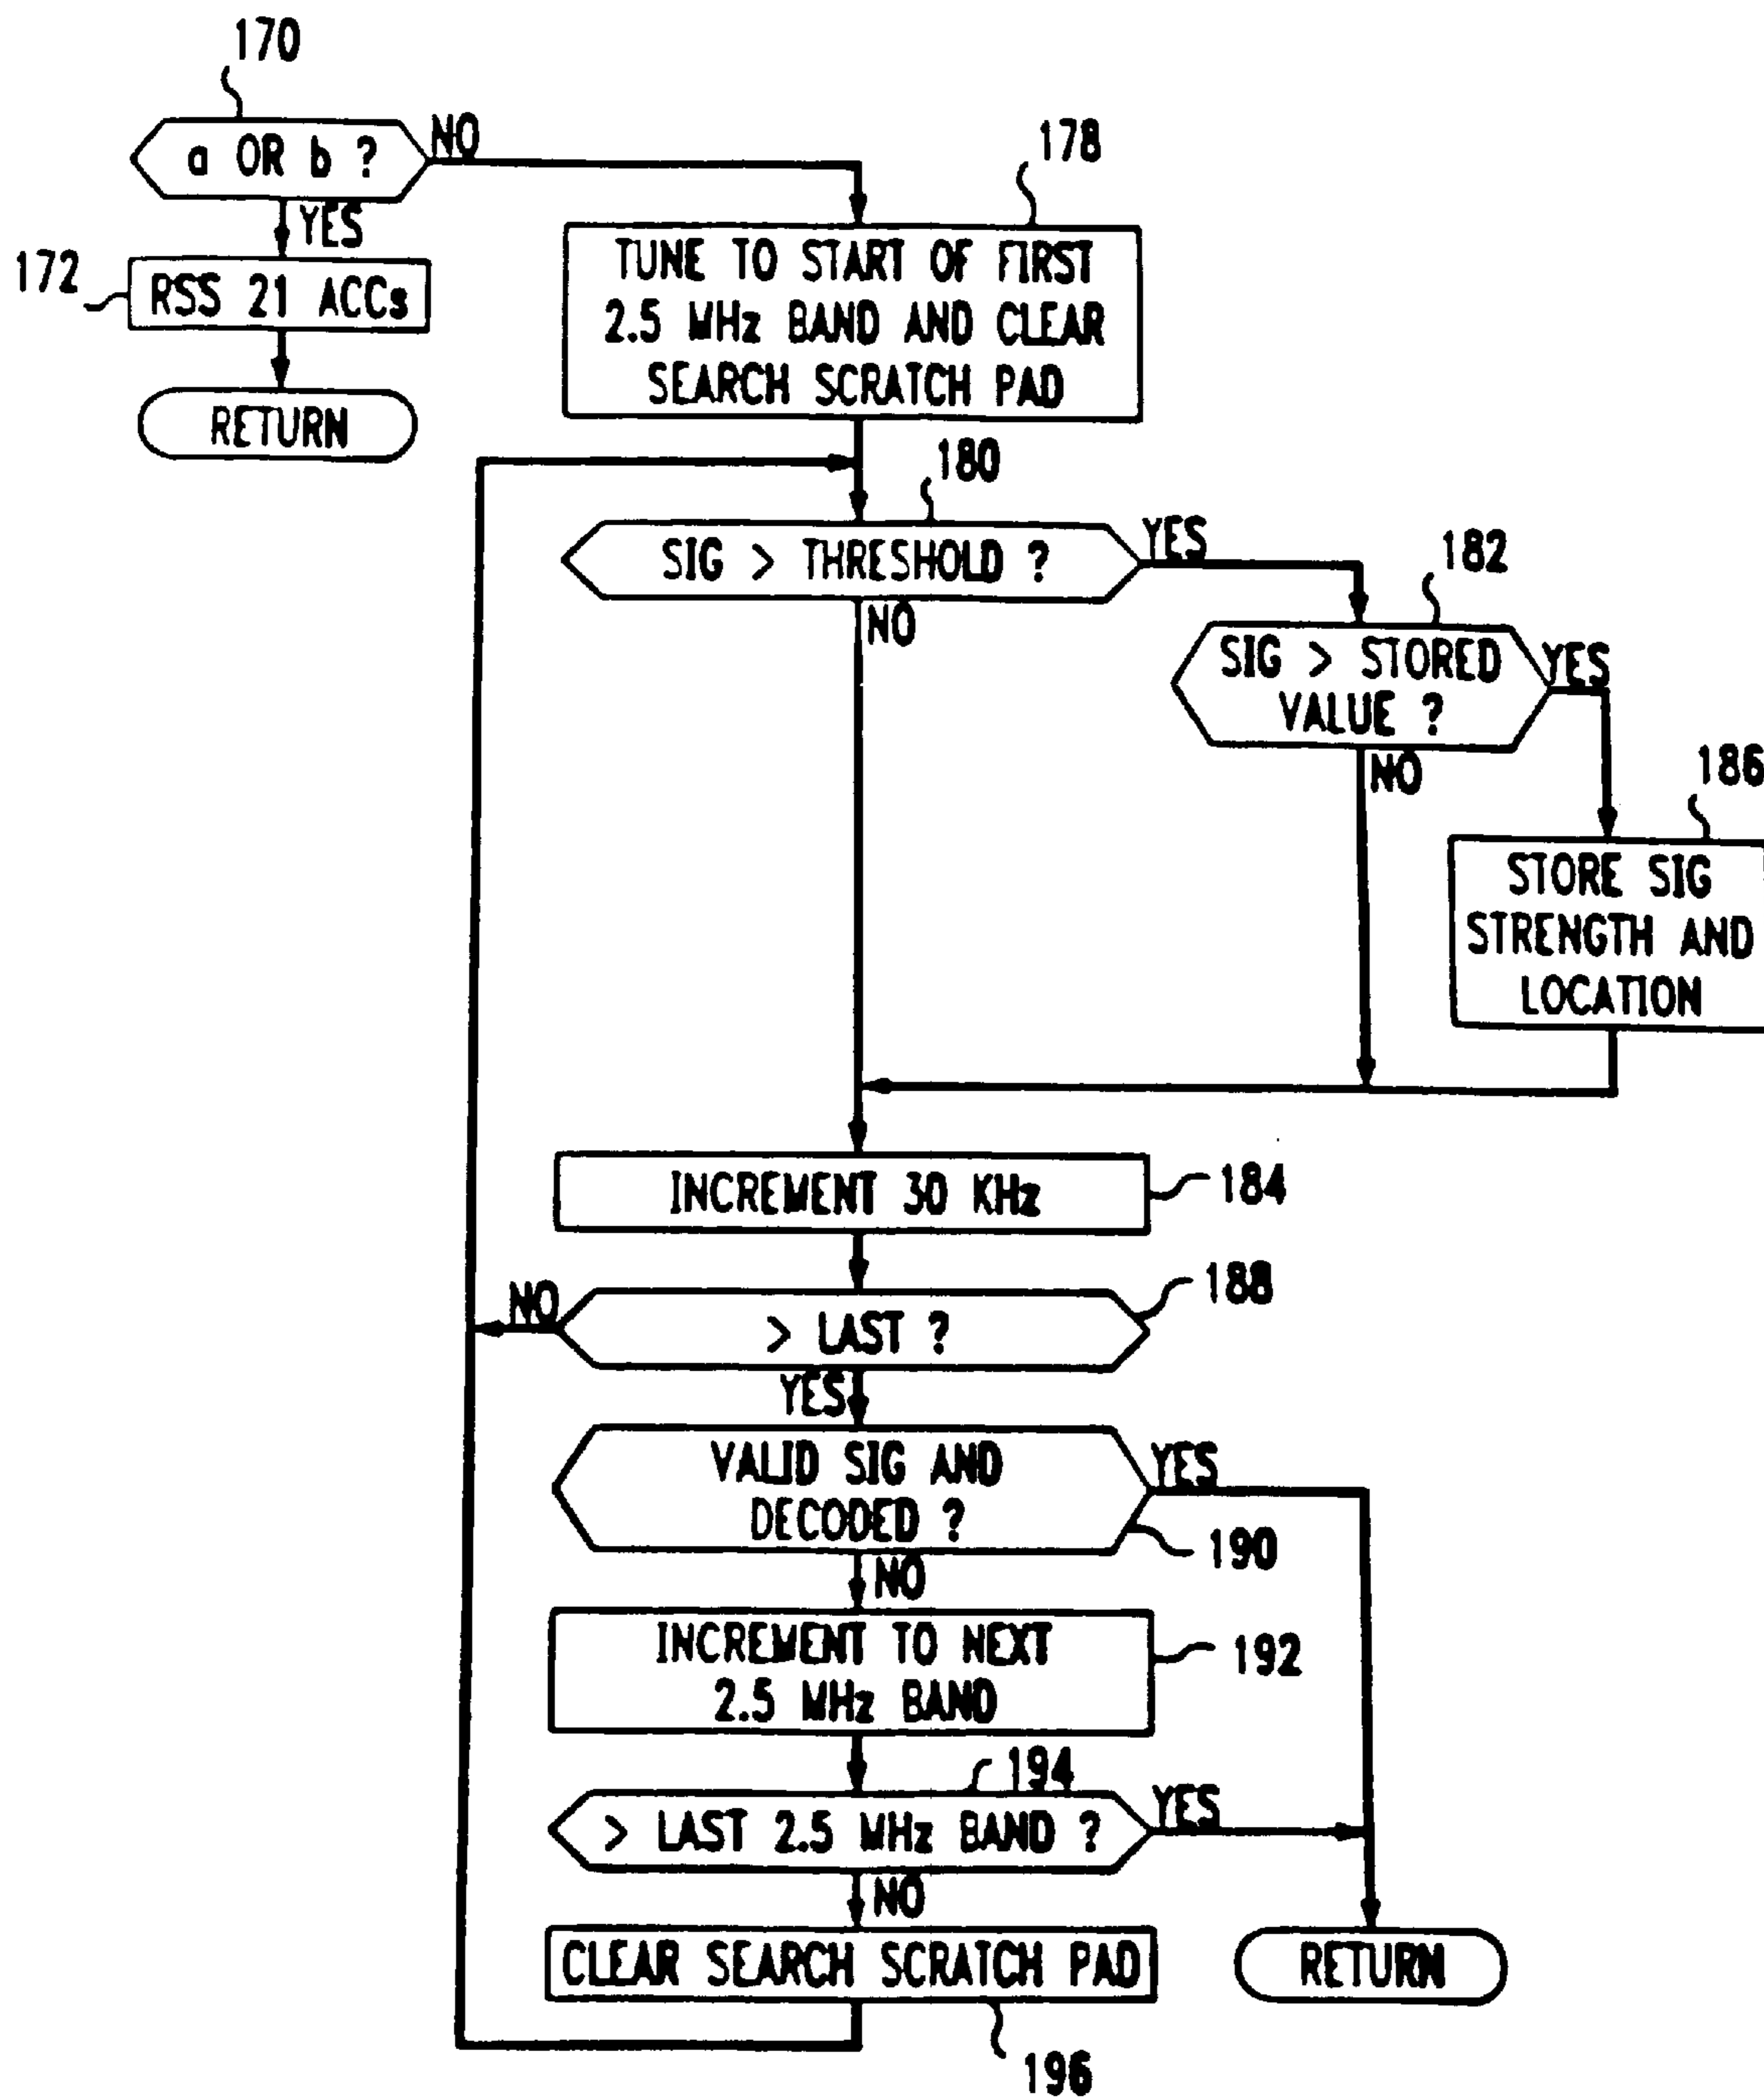 170
a OR b ?
NO
YES
172
RSS 21 ACCs
RETURN
178
TUNE TO START OF FIRST
2.5 MHz BAND AND CLEAR
SEARCH SCRATCH PAD
180
SIG > THRESHOLD ?
YES
NO
182
SIG > STORED
VALUE ?
YES
NO
186
STORE SIG
STRENGTH AND
LOCATION
INCREMENT 30 KHz
184
188
> LAST ?
NO
YES
VALID SIG AND
DECODED ?
YES
190
NO
INCREMENT TO NEXT
2.5 MHz BAND
192
194
> LAST 2.5 MHz BAND ?
YES
NO
CLEAR SEARCH SCRATCH PAD
196
RETURN